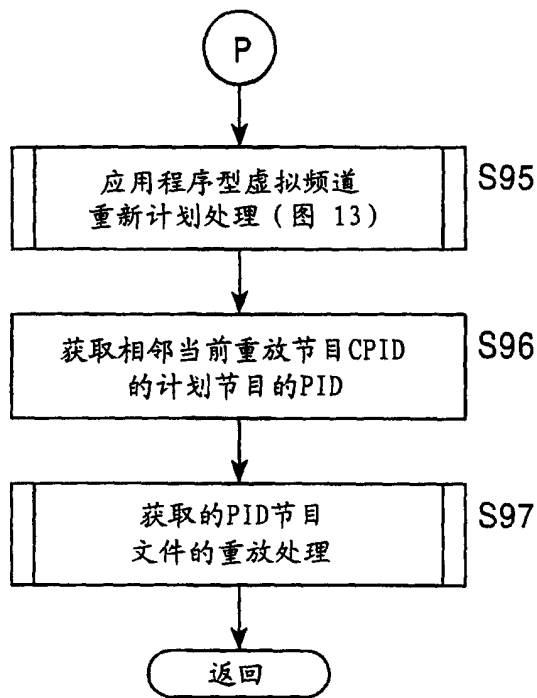 P
应用程序型虚拟频道
重新计划处理（图 13）
S95
获取相邻当前重放节目CPID
的计划节目的PID
S96
获取的PID节目
文件的重放处理
S97
返回